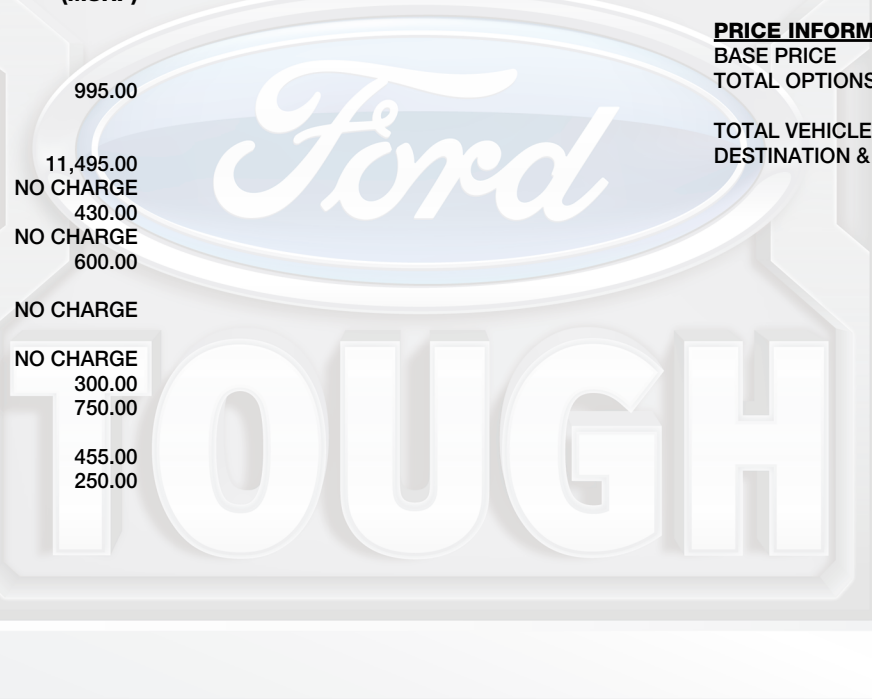 995.00
11,495.00
NO CHARGE
430.00
NO CHARGE
600.00
NO CHARGE
NO CHARGE
300.00
750.00
455.00
250.00
PRICE INFORM
BASE PRICE
TOTAL OPTIONS
TOTAL VEHICLE
DESTINATION &
Ford
TOUGH